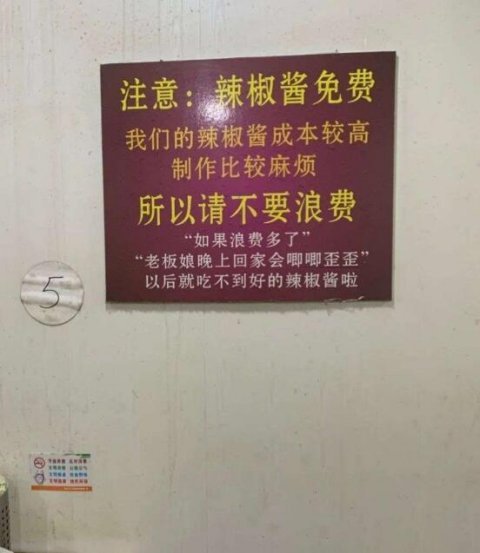 注意：辣椒酱免费
我们的辣椒酱成本较高
制作比较麻烦
所以请不要浪费
“如果浪费多了”
“老板娘晚上回家会唧唧歪歪”
以后就吃不到好的辣椒酱啦
5